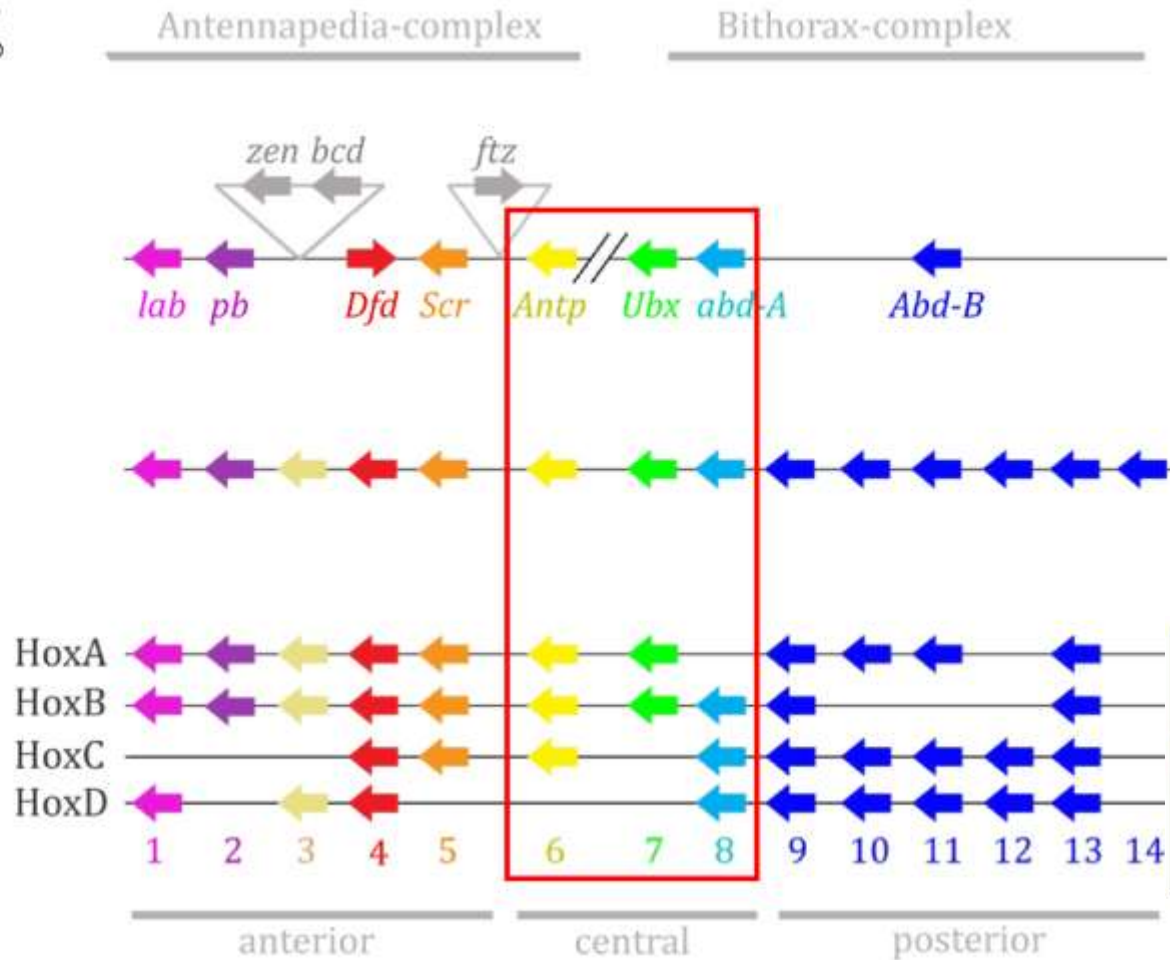 Antennapedia-complex Bithorax-complex
zen bcd ftz
lab pb Dfd Scr Antp Ubx abd-A Abd-B
HoxA
HoxB
HoxC
HoxD
1 2 3 4 5 6 7 8 9 10 11 12 13 14
anterior central posterior